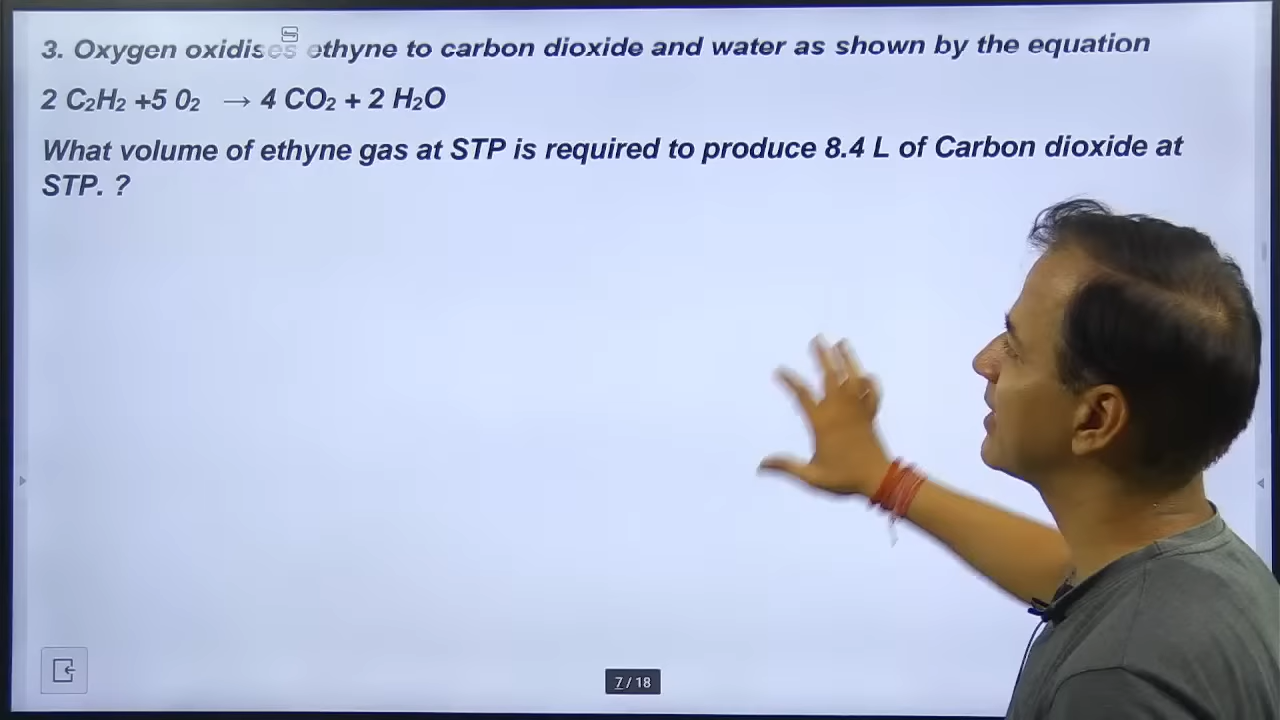 3. Oxygen oxidises ethyne to carbon dioxide and water as shown by the equation
2 C₂H₂ +5 0₂ → 4 CO₂ + 2 H₂O
What volume of ethyne gas at STP is required to produce 8.4 L of Carbon dioxide at
STP. ?
7/18